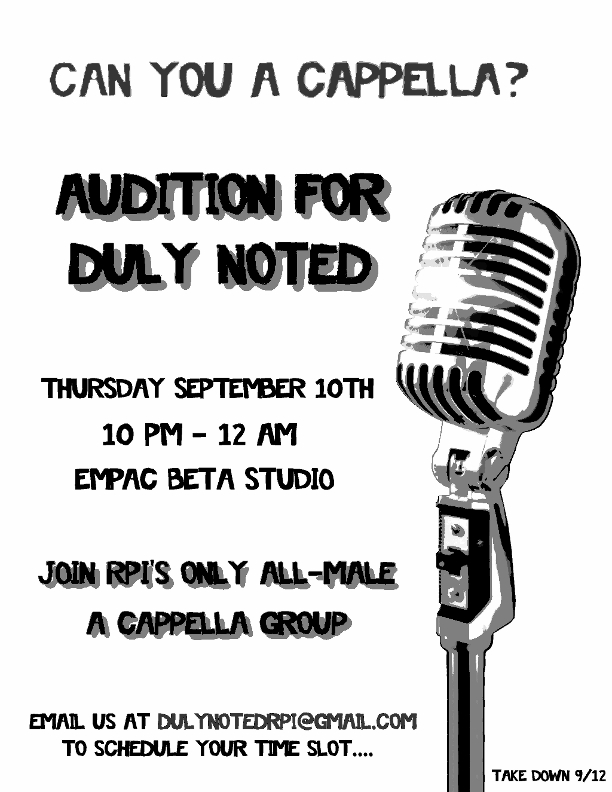 CAN YOU A CAPPELLA?
AUDITION FOR
DULY NOTED
THURSDAY SEPTEMBER 10TH
10 PM - 12 AM
EMPAC BETA STUDIO
JOIN RPI'S ONLY ALL-MALE
A CAPPELLA GROUP
EMAIL US AT DULYNOTEDRPI@GMAIL.COM
TO SCHEDULE YOUR TIME SLOT....
TAKE DOWN 9/12